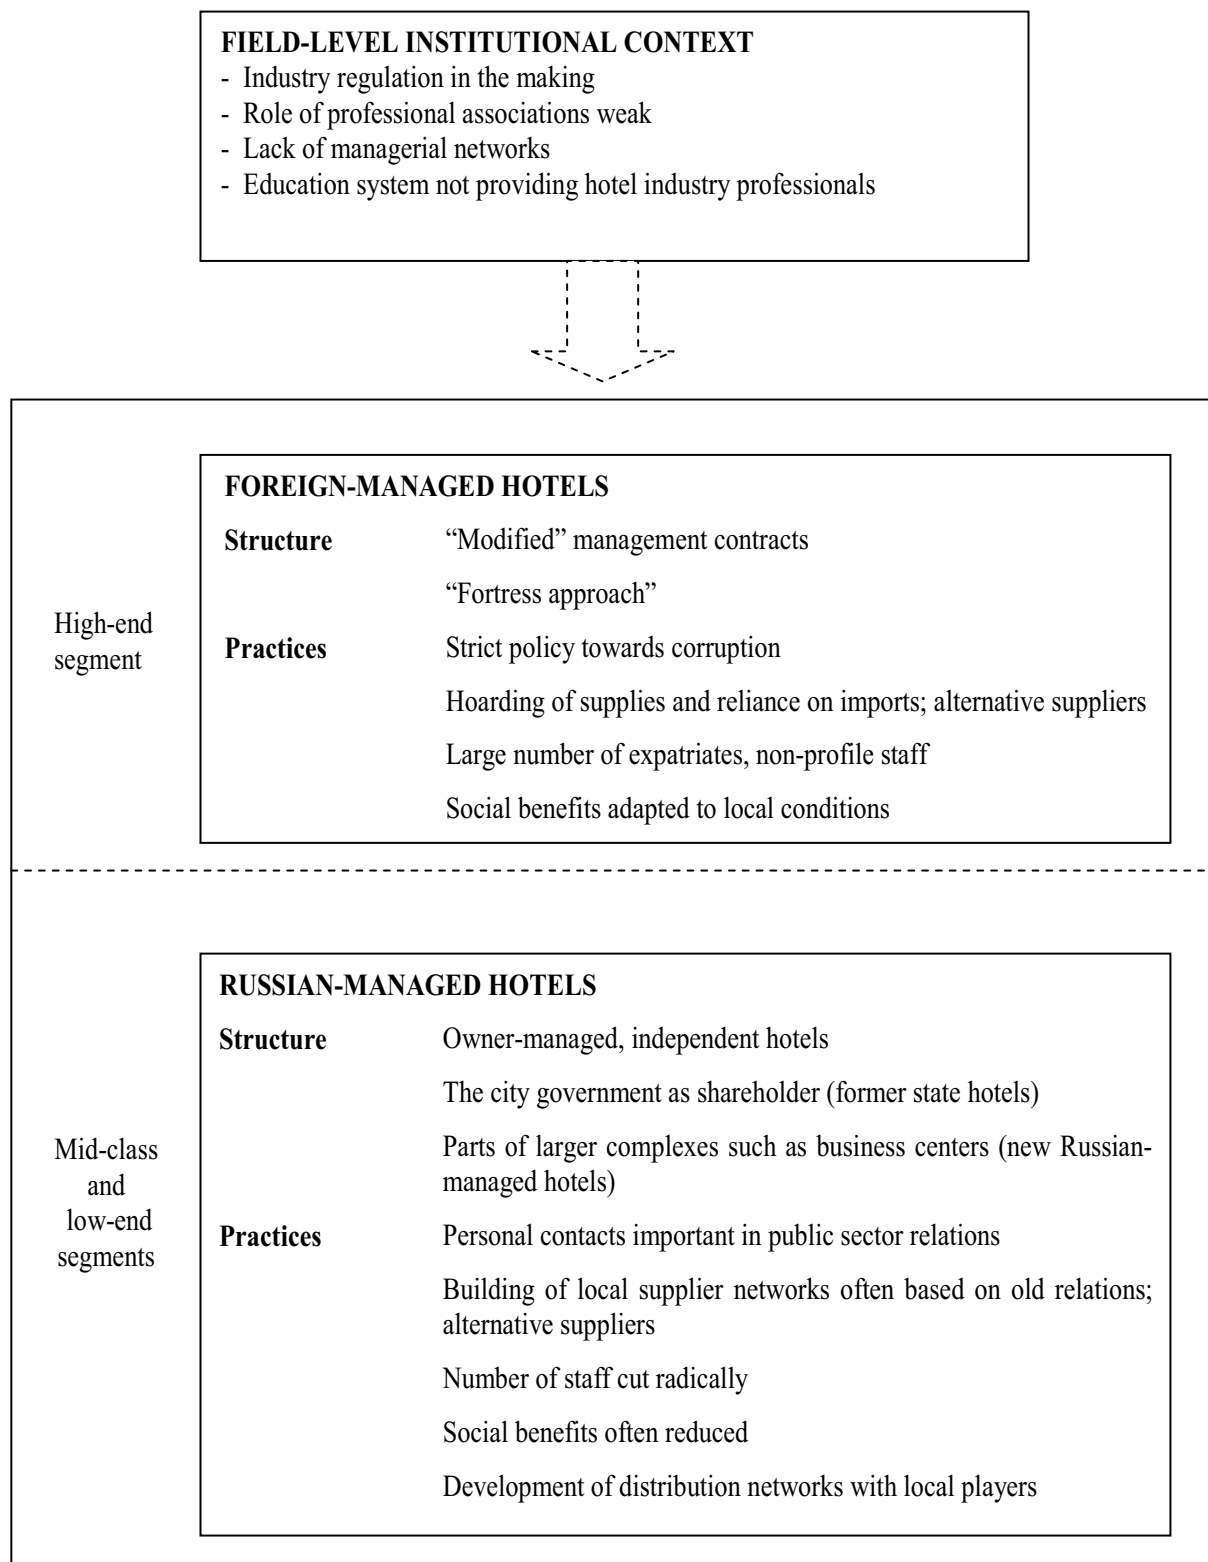 FIELD-LEVEL INSTITUTIONAL CONTEXT
- Industry regulation in the making
- Role of professional associations weak
- Lack of managerial networks
- Education system not providing hotel industry professionals
High-end
segment
FOREIGN-MANAGED HOTELS
Structure “Modified” management contracts
“Fortress approach”
Practices Strict policy towards corruption
Hoarding of supplies and reliance on imports; alternative suppliers
Large number of expatriates, non-profile staff
Social benefits adapted to local conditions
Mid-class
and
low-end
segments
RUSSIAN-MANAGED HOTELS
Structure Owner-managed, independent hotels
The city government as shareholder (former state hotels)
Parts of larger complexes such as business centers (new Russian-
managed hotels)
Practices Personal contacts important in public sector relations
Building of local supplier networks often based on old relations;
alternative suppliers
Number of staff cut radically
Social benefits often reduced
Development of distribution networks with local players